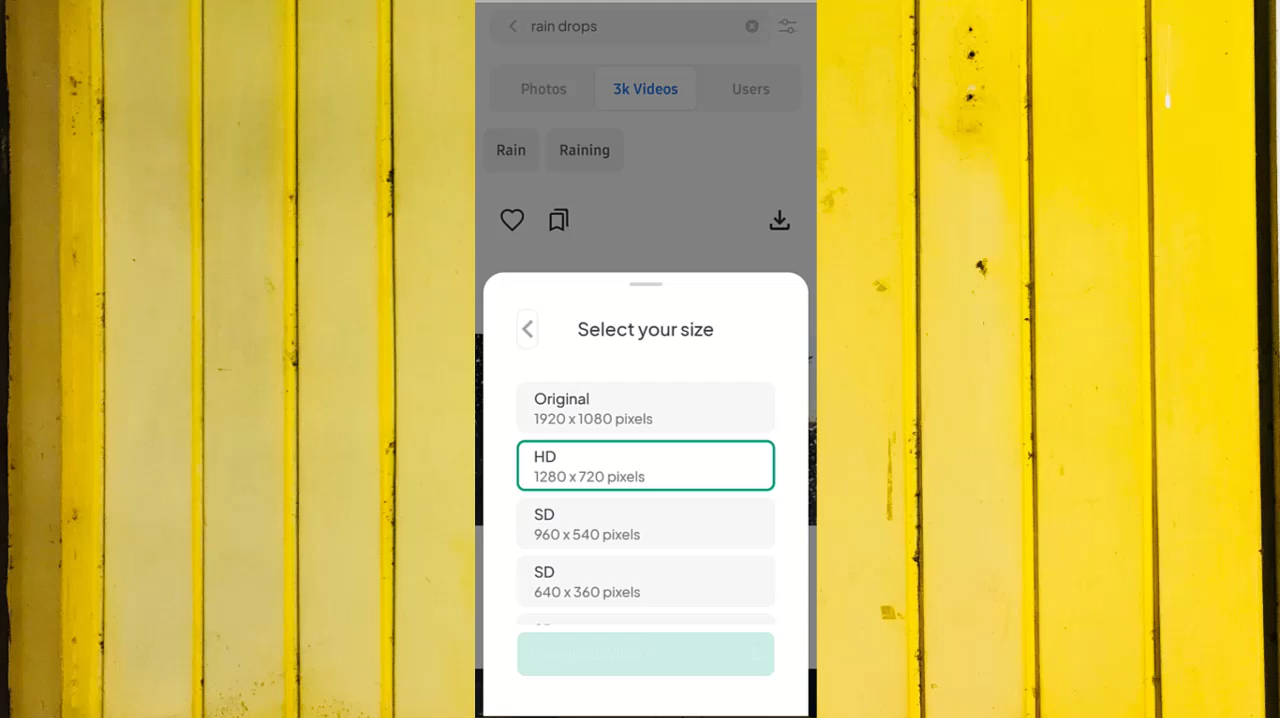 rain drops
Photos
3k Videos
Users
Rain
Raining
Select your size
Original
1920 x 1080 pixels
HD
1280 x 720 pixels
SD
960 x 540 pixels
SD
640 x 360 pixels